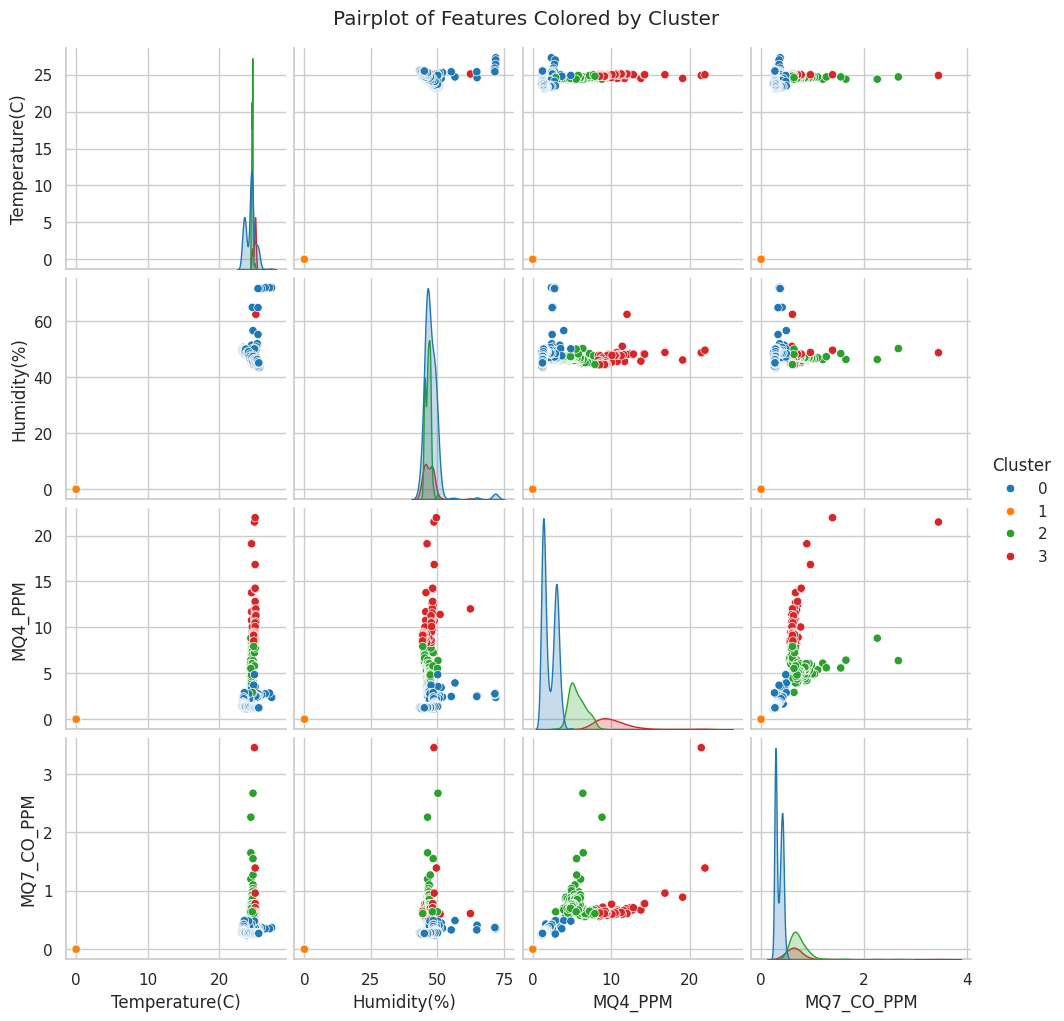 Pairplot of Features Colored by Cluster
Temperature(C)
25
20
15
10
5
0
Humidity(%)
60
40
20
0
Cluster
0
1
2
3
MQ4_PPM
20
15
10
5
0
MQ7_CO_PPM
3
2
1
0
0 10 20
0 25 50 75
0 10 20
0 2 4
Temperature(C) Humidity(%) MQ4_PPM MQ7_CO_PPM